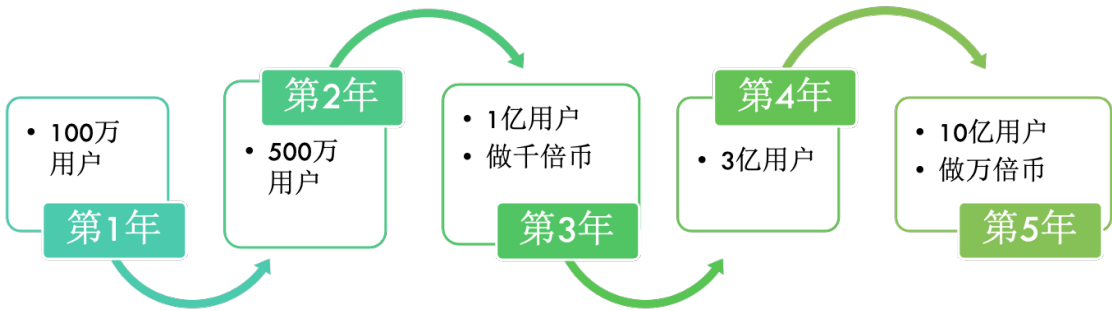 100万
用户
第1年
第2年
500万
用户
1亿用户
做千倍币
第3年
第4年
3亿用户
10亿用户
做万倍币
第5年